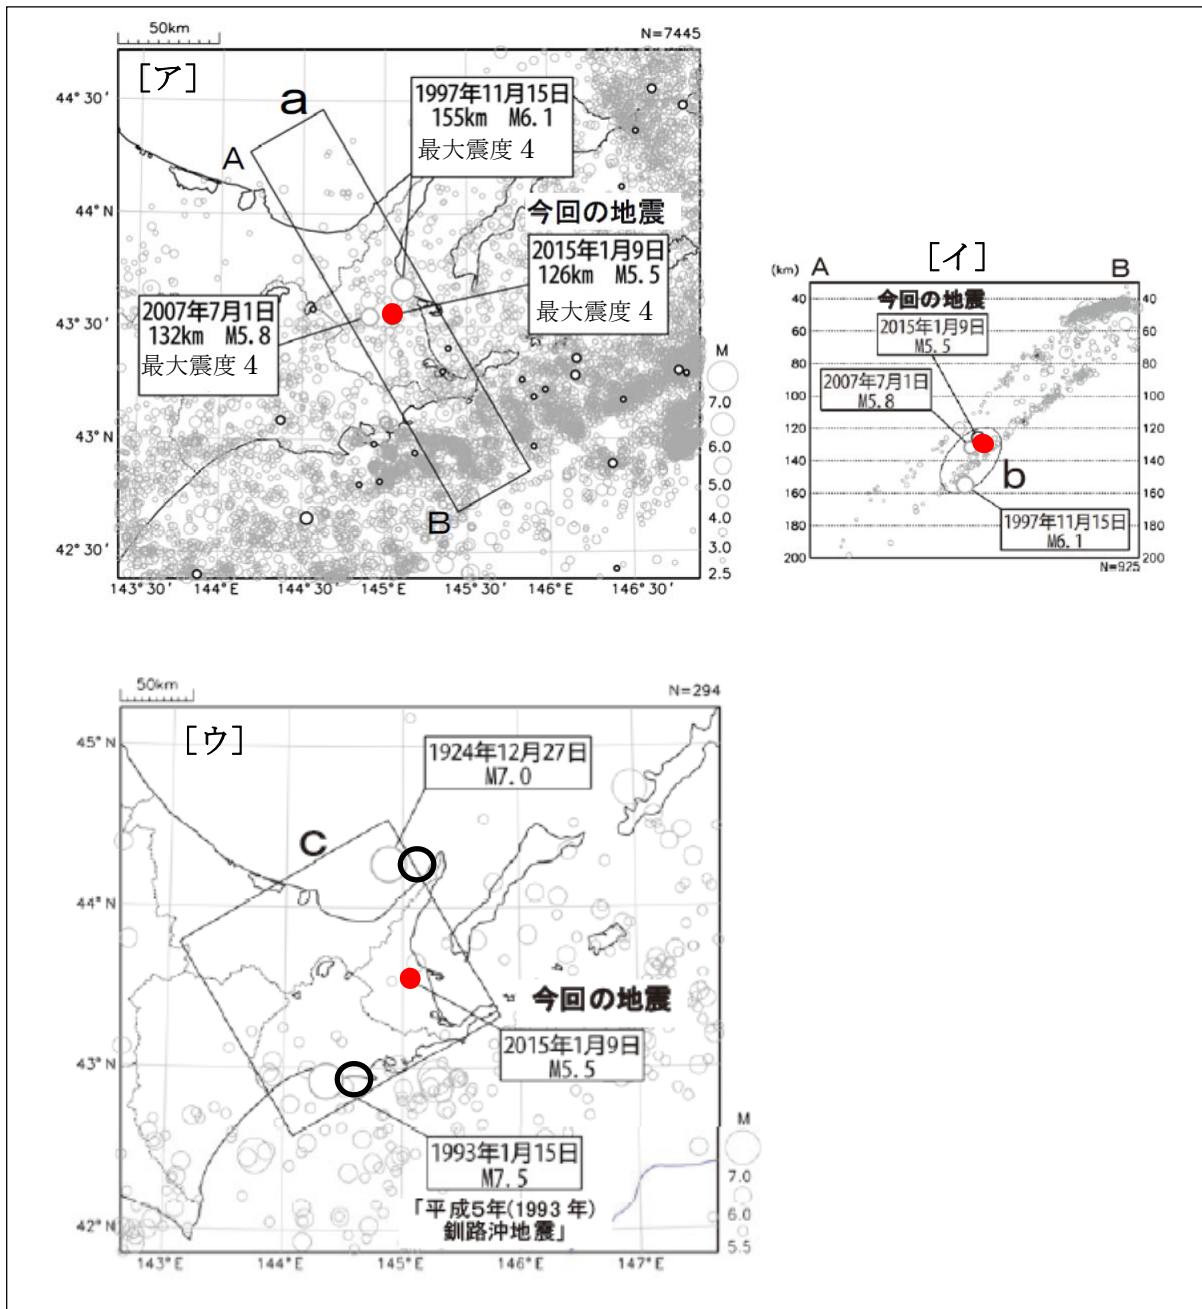 50km
N=7445
［ア］
a
A
1997年11月15日
155km M6.1
最大震度 4
今回の地震
2015年1月9日
126km M5.5
最大震度 4
2007年7月1日
132km M5.8
最大震度 4
B
44°30′
44°N
43°30′
43°N
42°30′
143°30′
144°E
144°30′
145°E
145°30′
146°E
146°30′
M
7.0
6.0
5.0
4.0
3.0
2.5
［イ］
(km)
A
B
今回の地震
2015年1月9日
M5.5
2007年7月1日
M5.8
b
1997年11月15日
M6.1
40
60
80
100
120
140
160
180
200
40
60
80
100
120
140
160
180
200
N=925
50km
N=294
［ウ］
1924年12月27日
M7.0
c
今回の地震
2015年1月9日
M5.5
1993年1月15日
M7.5
「平成5年(1993 年)
釧路沖地震」
45°N
44°N
43°N
42°N
143°E
144°E
145°E
146°E
147°E
M
7.0
6.0
5.5